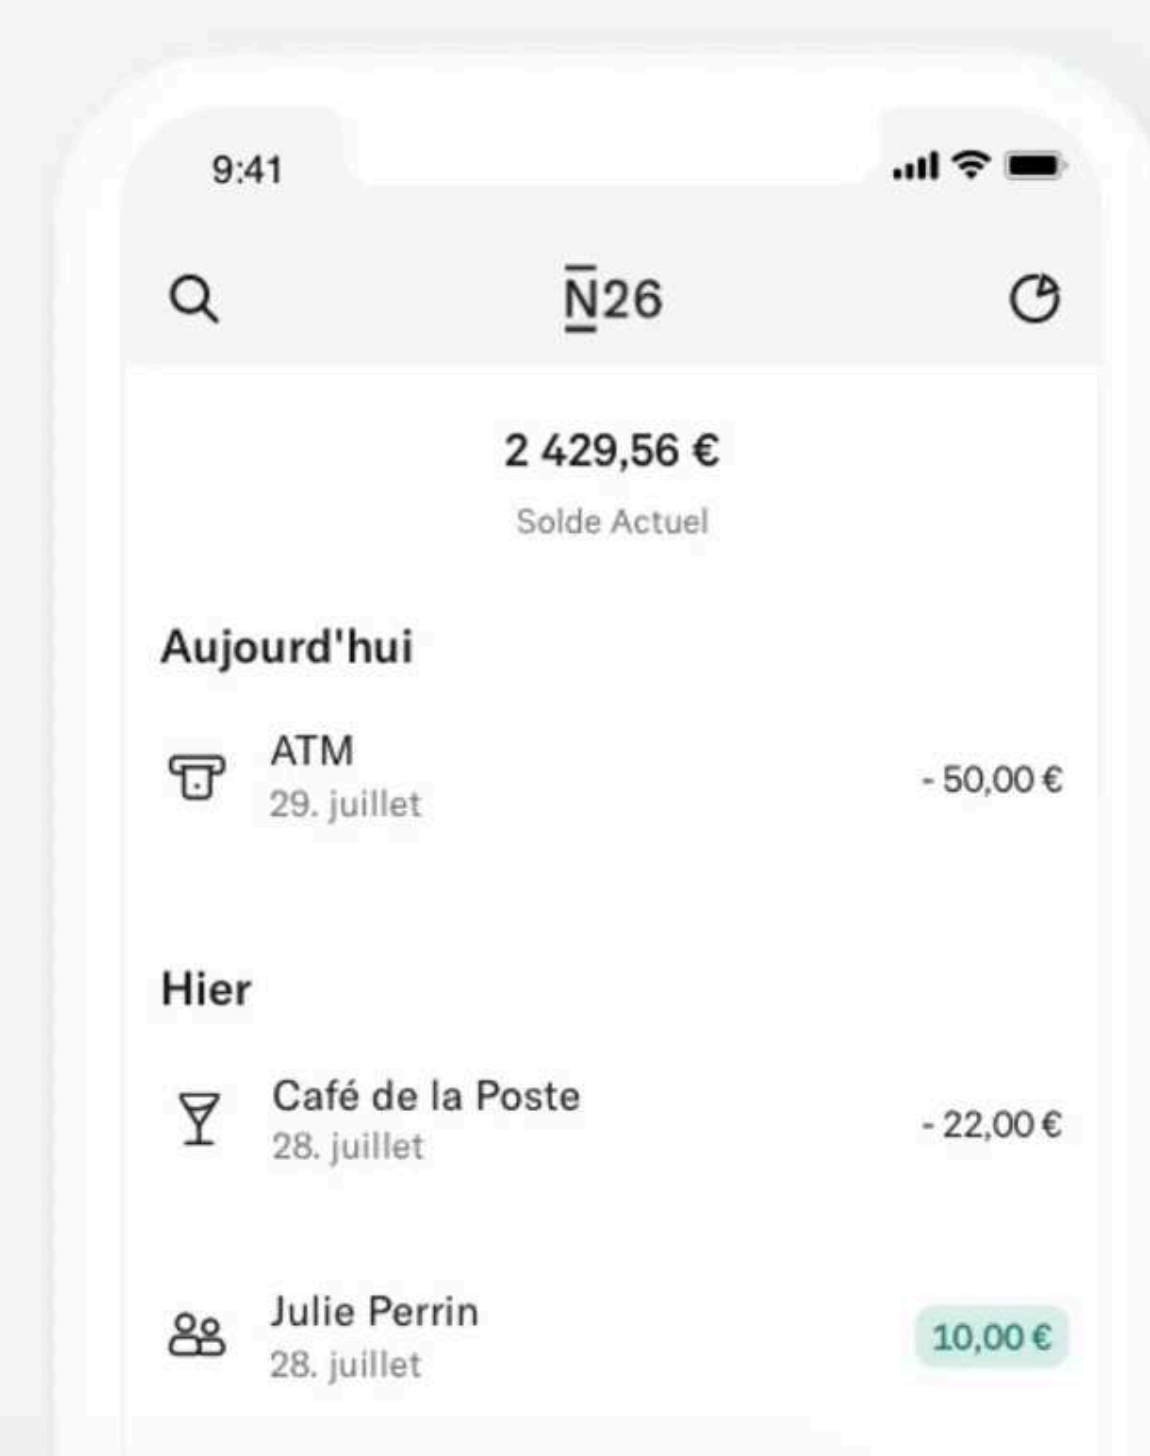 9:41
N26
2 429,56 €
Solde Actuel
Aujourd'hui
ATM
29. juillet
- 50,00 €
Hier
Café de la Poste
28. juillet
- 22,00 €
Julie Perrin
28. juillet
10,00 €